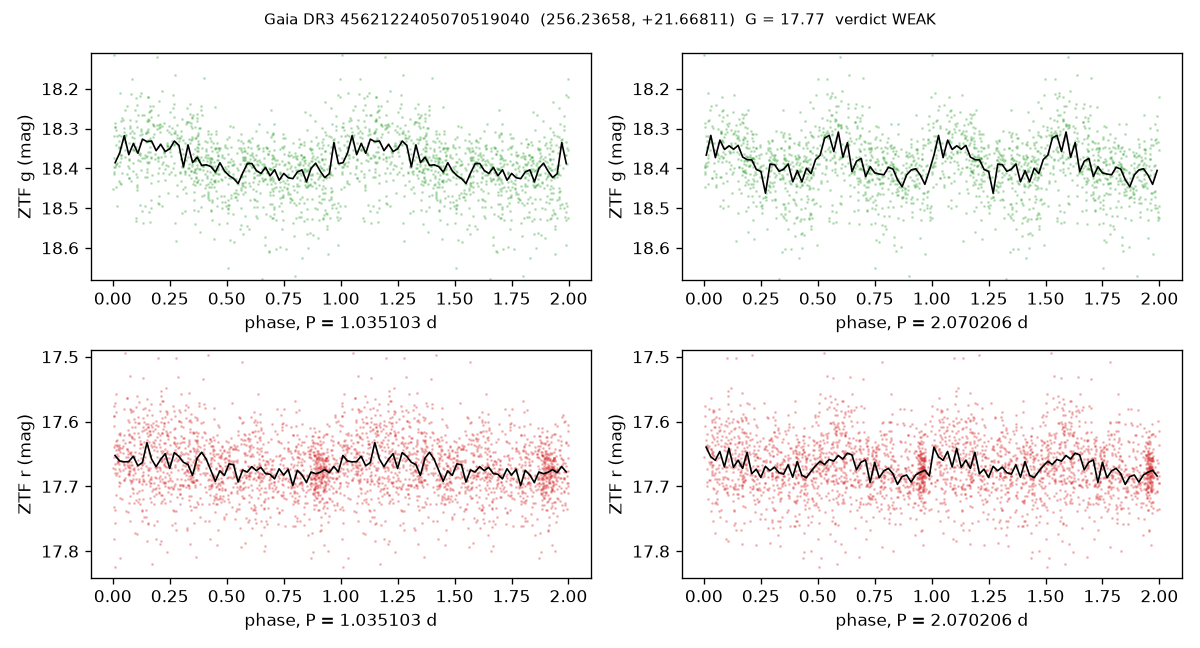 Gaia DR3 4562122405070519040 (256.23658, +21.66811) G = 17.77 verdict WEAK
ZTF g (mag)
18.2
18.3
18.4
18.5
18.6
0.00 0.25 0.50 0.75 1.00 1.25 1.50 1.75 2.00
phase, P = 1.035103 d
ZTF g (mag)
18.2
18.3
18.4
18.5
18.6
0.00 0.25 0.50 0.75 1.00 1.25 1.50 1.75 2.00
phase, P = 2.070206 d
ZTF r (mag)
17.5
17.6
17.7
17.8
0.00 0.25 0.50 0.75 1.00 1.25 1.50 1.75 2.00
phase, P = 1.035103 d
ZTF r (mag)
17.5
17.6
17.7
17.8
0.00 0.25 0.50 0.75 1.00 1.25 1.50 1.75 2.00
phase, P = 2.070206 d